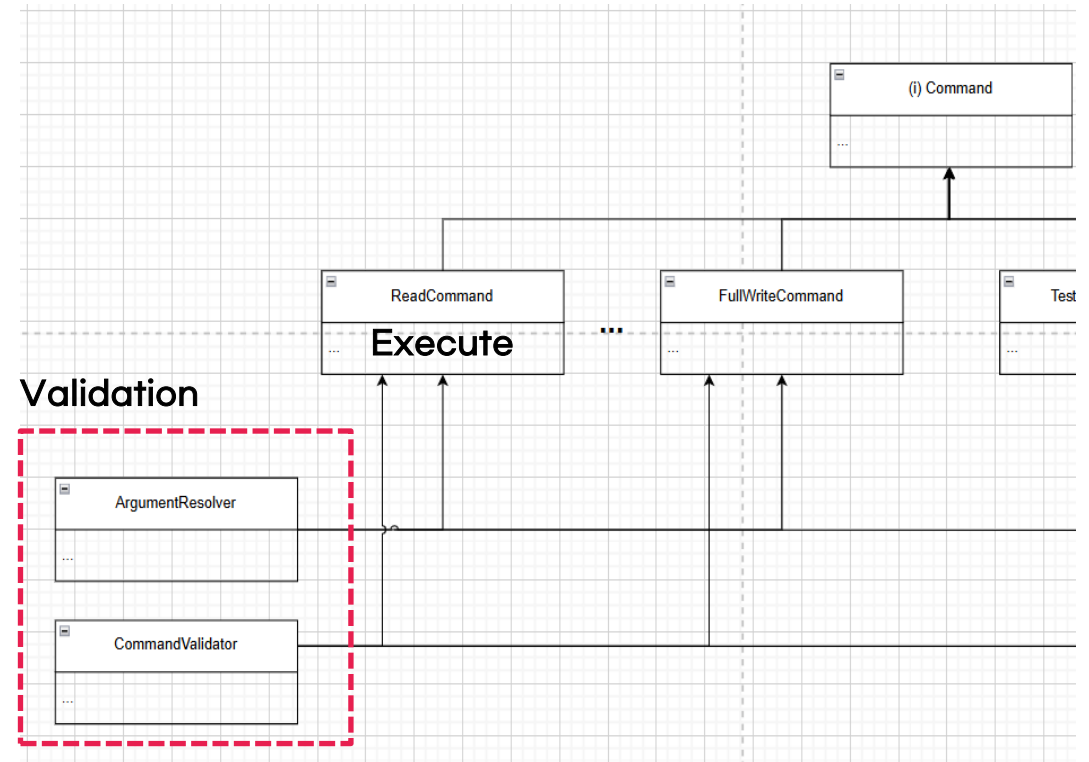 (i) Command
...
ReadCommand
... Execute
...
FullWriteCommand
...
Test
...
Validation
ArgumentResolver
...
CommandValidator
...